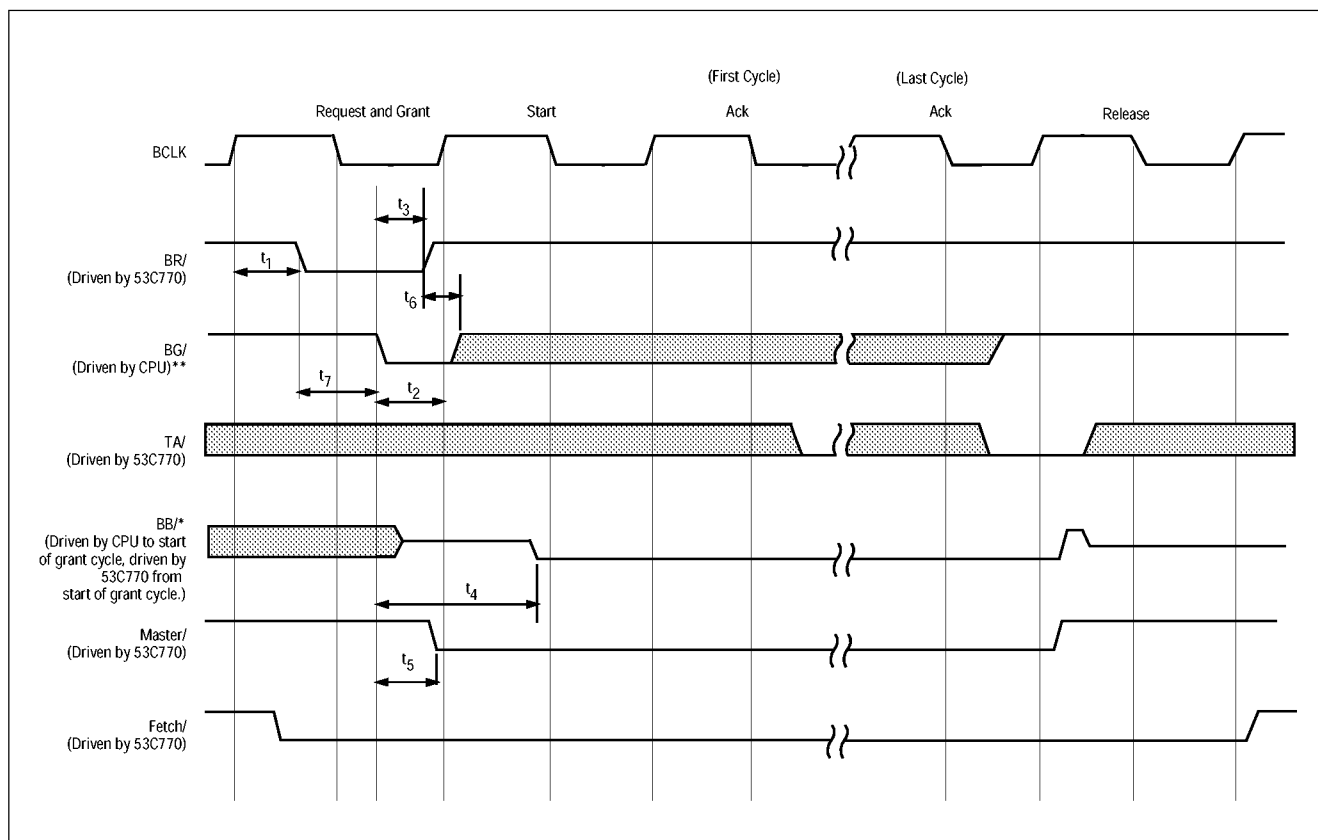 (First Cycle)
(Last Cycle)
Request and Grant
Start
Ack
Ack
Release
BCLK
t3
BR/
(Driven by 53C770)
t1
t6
BG/
(Driven by CPU)**
t7
t2
TA/
(Driven by 53C770)
BB/*
(Driven by CPU to start
of grant cycle, driven by
53C770 from
start of grant cycle.)
t4
Master/
(Driven by 53C770)
t5
Fetch/
(Driven by 53C770)